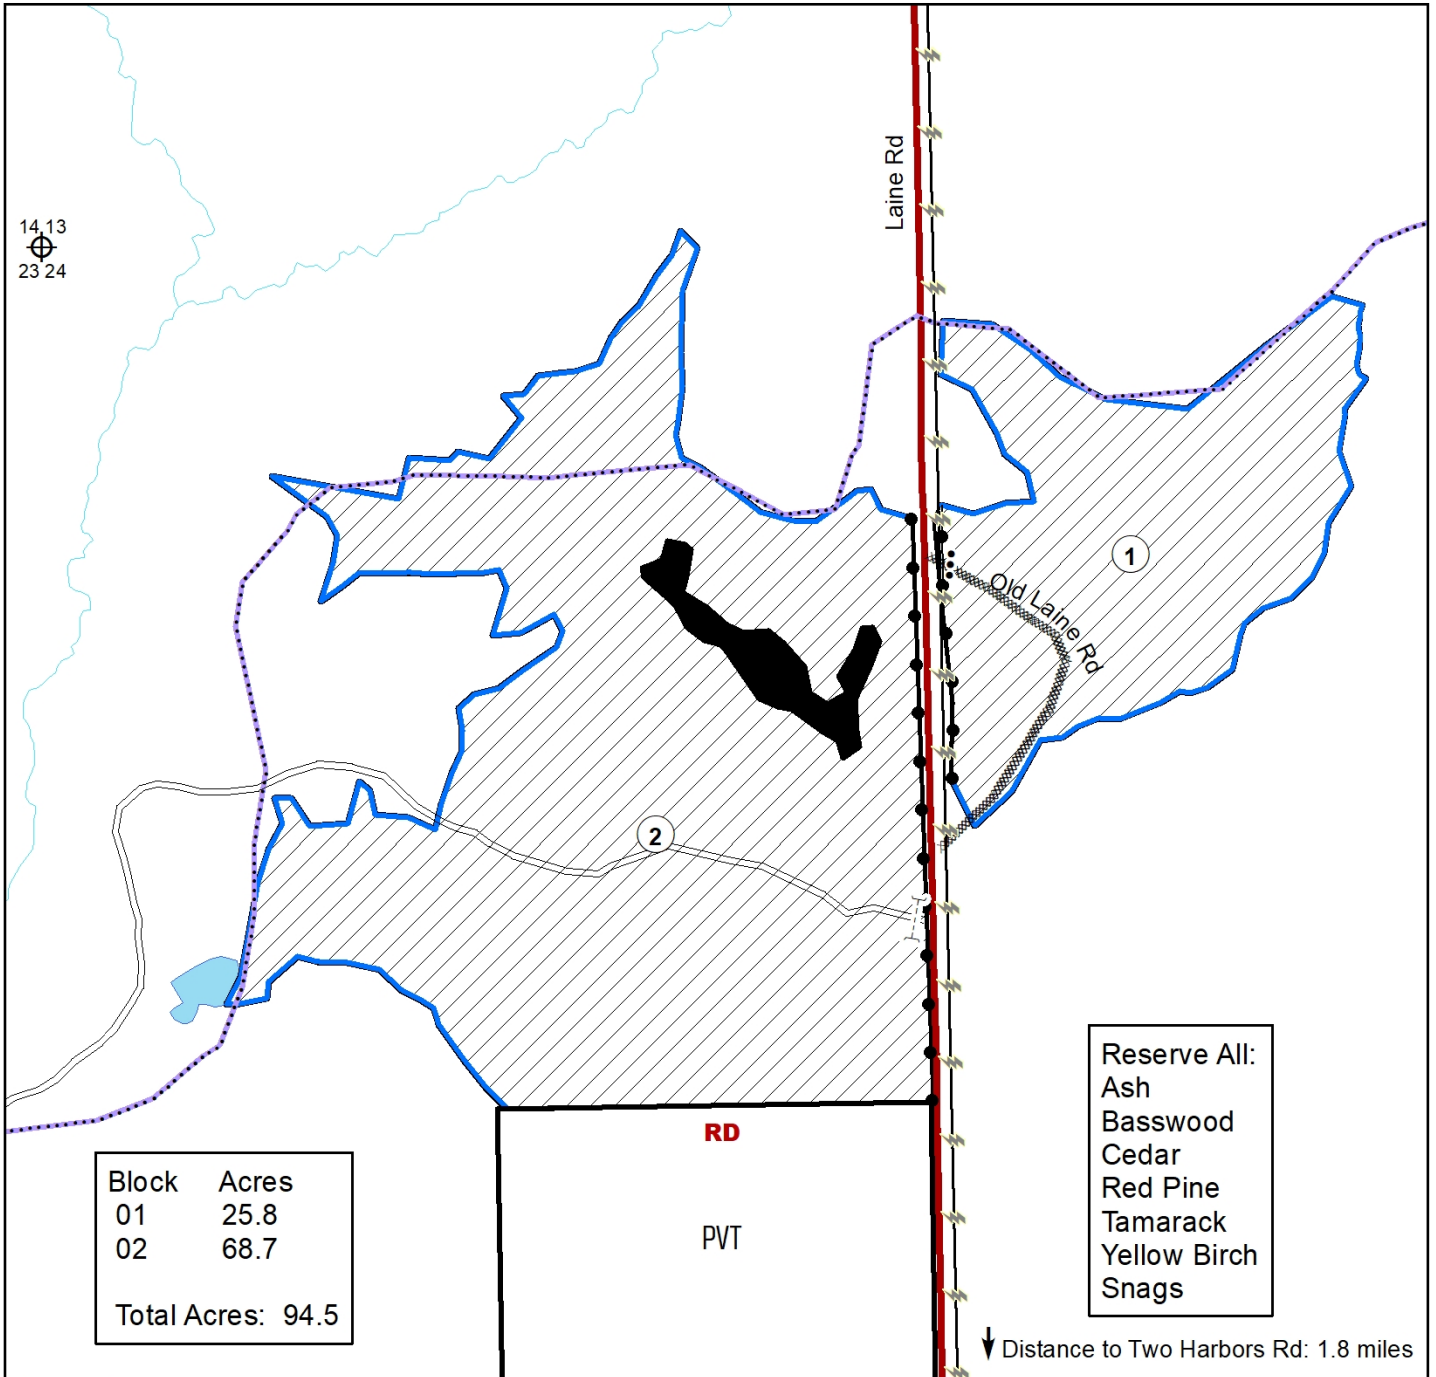 Laine Rd
14 13
23 24
1
Old Laine Rd
2
RD
PVT
Block Acres
01 25.8
02 68.7
Total Acres: 94.5
Reserve All:
Ash
Basswood
Cedar
Red Pine
Tamarack
Yellow Birch
Snags
Distance to Two Harbors Rd: 1.8 miles